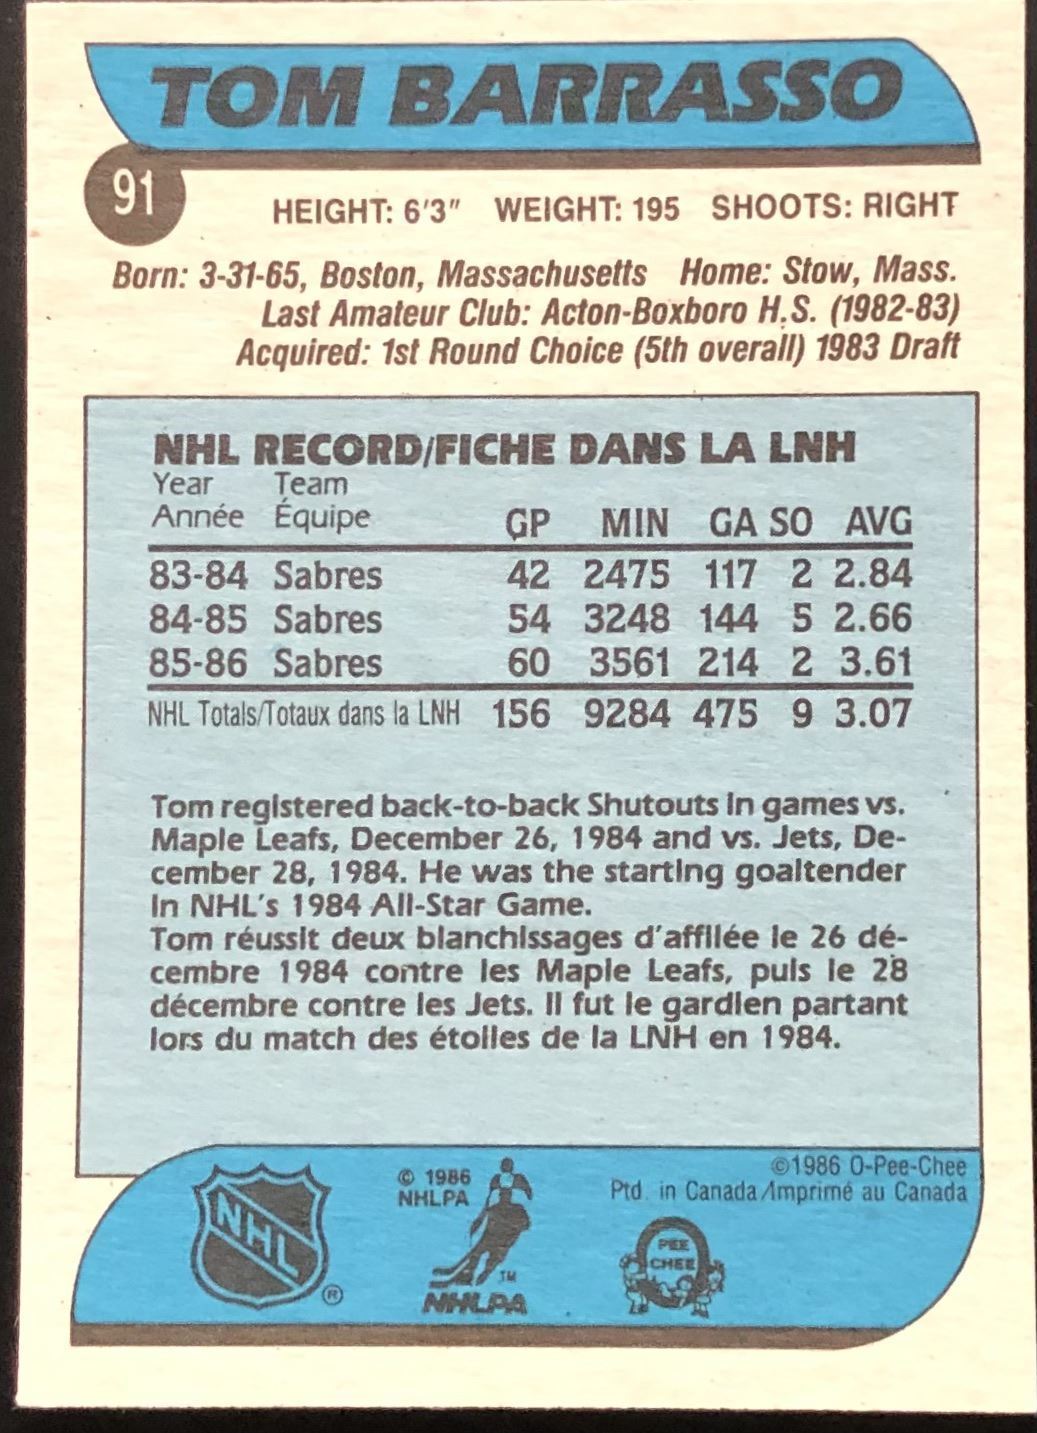 TOM BARRASSO
91
HEIGHT: 6'3" WEIGHT: 195 SHOOTS: RIGHT
Born: 3-31-65, Boston, Massachusetts Home: Stow, Mass.
Last Amateur Club: Acton-Boxboro H.S. (1982-83)
Acquired: 1st Round Choice (5th overall) 1983 Draft
NHL RECORD/FICHE DANS LA LNH
Year Team
Année Équipe GP MIN GA SO AVG
83-84 Sabres 42 2475 117 2 2.84
84-85 Sabres 54 3248 144 5 2.66
85-86 Sabres 60 3561 214 2 3.61
NHL Totals/Totaux dans la LNH 156 9284 475 9 3.07
Tom registered back-to-back Shutouts in games vs.
Maple Leafs, December 26, 1984 and vs. Jets, De-
cember 28, 1984. He was the starting goaltender
in NHL's 1984 All-Star Game.
Tom réussit deux blanchissages d'affilée le 26 dé-
cembre 1984 contre les Maple Leafs, puis le 28
décembre contre les Jets. Il fut le gardien partant
lors du match des étoiles de la LNH en 1984.
©1986 O-Pee-Chee
Ptd. in Canada/Imprimé au Canada
© 1986
NHLPA
NHL
®
TM
NHLPA
PEE
CHEE